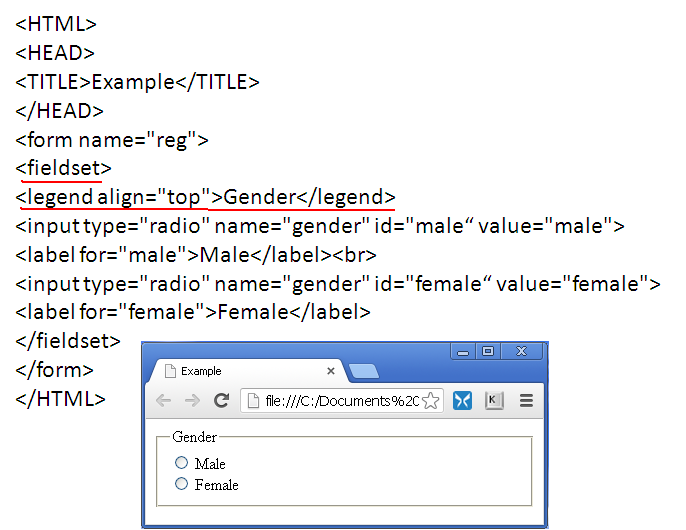 <HTML>
<HEAD>
<TITLE>Example</TITLE>
</HEAD>
<form name="reg">
<fieldset>
<legend align="top">Gender</legend>
<input type="radio" name="gender" id="male“ value="male">
<label for="male">Male</label><br>
<input type="radio" name="gender" id="female“ value="female">
<label for="female">Female</label>
</fieldset>
</form>
</HTML>
Example
file:///C:/Documents%2C
K
Gender
Male
Female